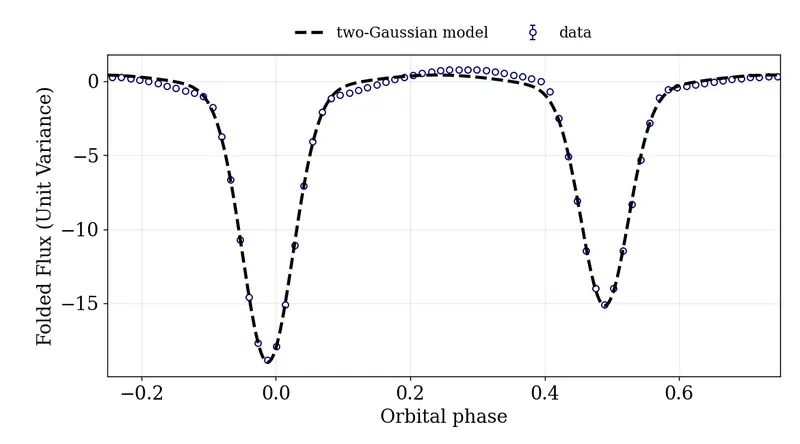 two-Gaussian model
data
Folded Flux (Unit Variance)
0
−5
−10
−15
−0.2
0.0
0.2
0.4
0.6
Orbital phase